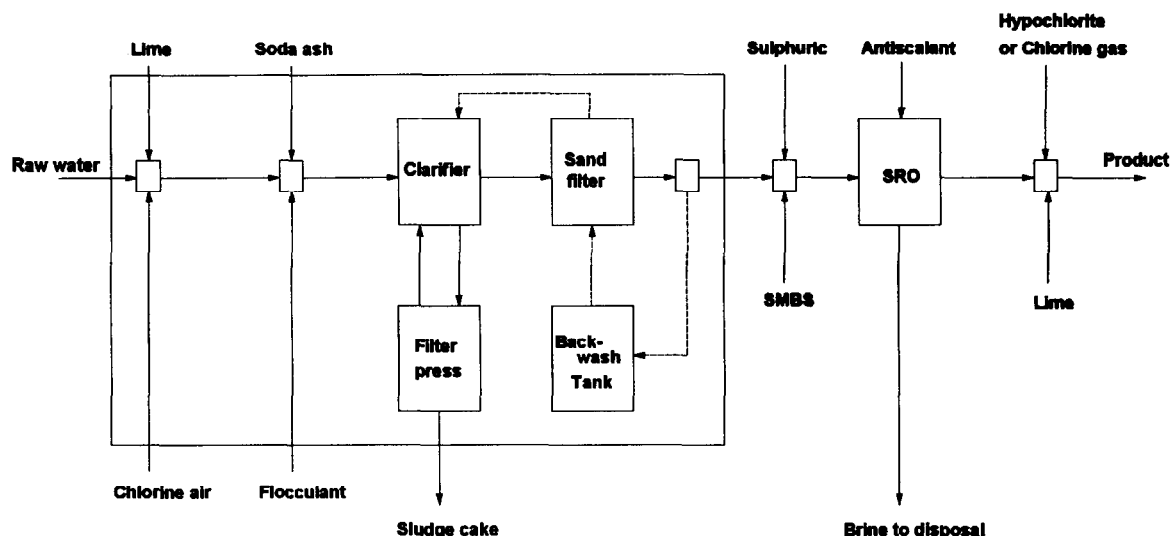 Hypochlorite
or Chlorine gas
Lime
Soda ash
Sulphuric
Antiscalant
Raw water
Clarifier
Sand
filter
SRO
Product
SMBS
Lime
Filter
press
Back-
wash
Tank
Chlorine air
Flocculant
Sludge cake
Brine to disposal